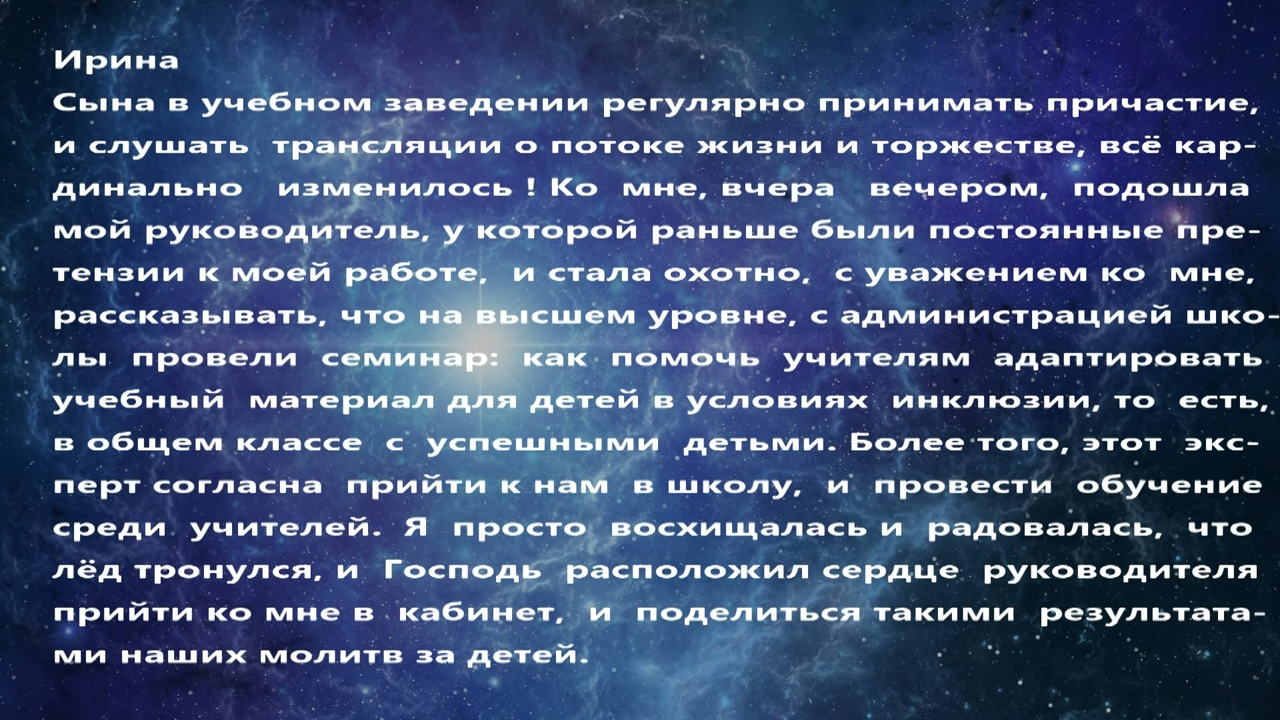 Ирина
Сына в учебном заведении регулярно принимать причастие,
и слушать трансляции о потоке жизни и торжестве, всё кар-
динально изменилось ! Ко мне, вчера вечером, подошла
мой руководитель, у которой раньше были постоянные пре-
тензии к моей работе, и стала охотно, с уважением ко мне,
рассказывать, что на высшем уровне, с администрацией шко-
лы провели семинар: как помочь учителям адаптировать
учебный материал для детей в условиях инклюзии, то есть,
в общем классе с успешными детьми. Более того, этот экс-
перт согласна прийти к нам в школу, и провести обучение
среди учителей. Я просто восхищалась и радовалась, что
лёд тронулся, и Господь расположил сердце руководителя
прийти ко мне в кабинет, и поделиться такими результата-
ми наших молитв за детей.